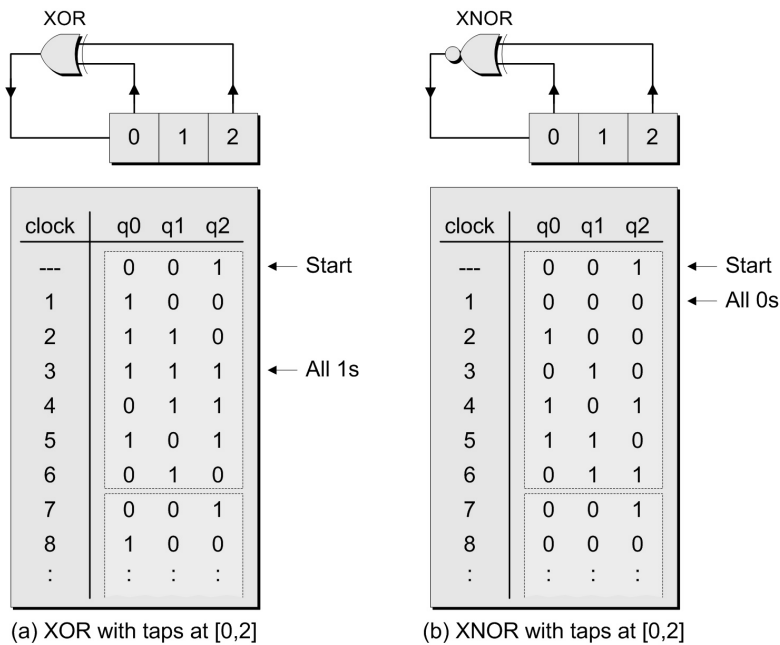 XOR
0 1 2
clock q0 q1 q2
--- 0 0 1 Start
1 1 0 0
2 1 1 0
3 1 1 1 All 1s
4 0 1 1
5 1 0 1
6 0 1 0
7 0 0 1
8 1 0 0
: : : :
(a) XOR with taps at [0,2]
XNOR
0 1 2
clock q0 q1 q2
--- 0 0 1 Start
1 0 0 0 All 0s
2 1 0 0
3 0 1 0
4 1 0 1
5 1 1 0
6 0 1 1
7 0 0 1
8 0 0 0
: : : :
(b) XNOR with taps at [0,2]